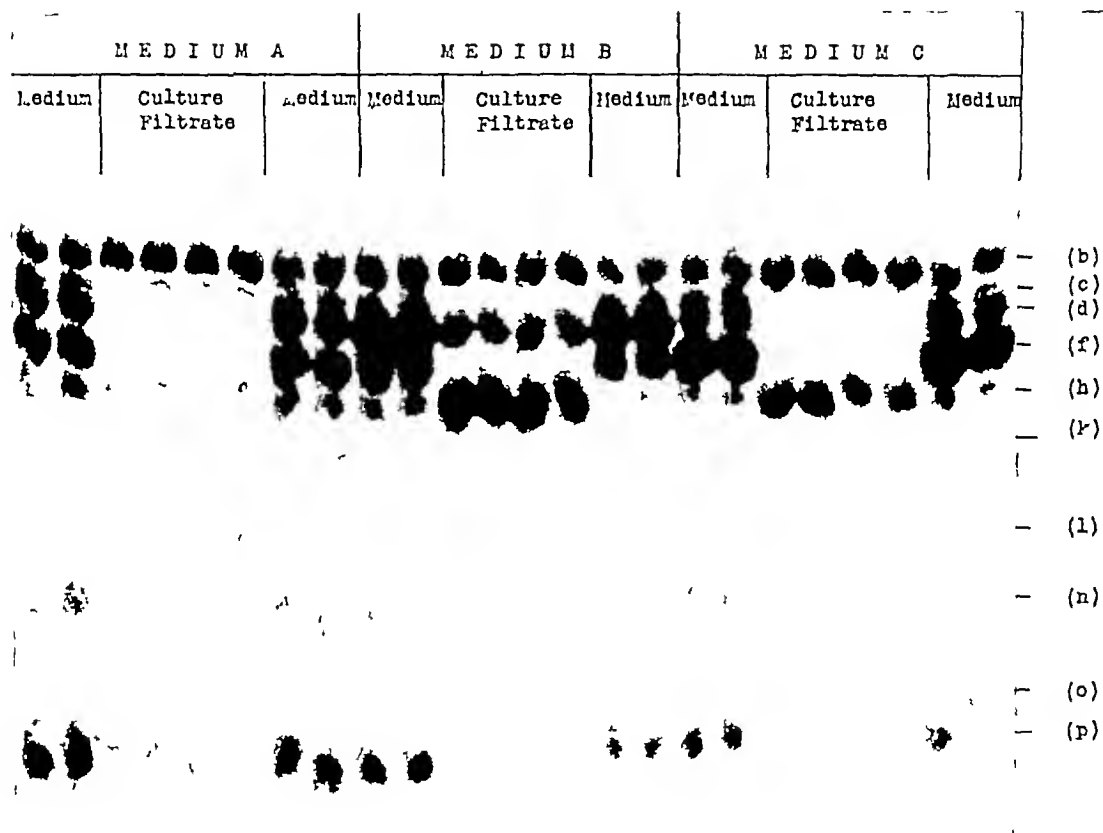 MEDIUM A MEDIUM B MEDIUM C
Medium Culture Filtrate Medium Medium Culture Filtrate Medium Medium Culture Filtrate Medium
(b)
(c)
(d)
(f)
(h)
(l)
(n)
(o)
(p)